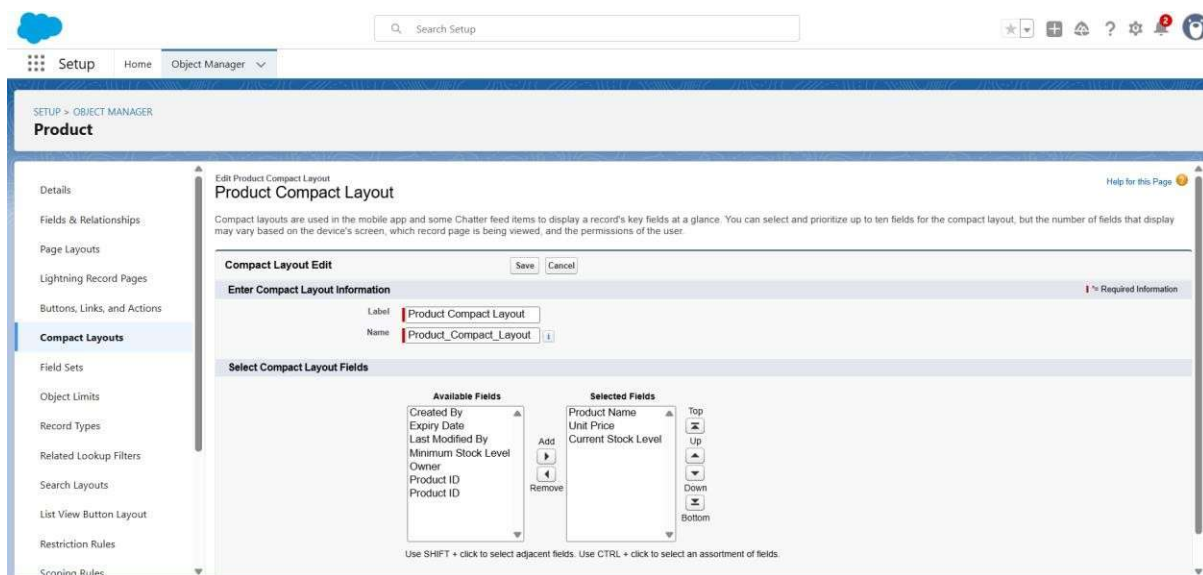 Search Setup
2
Setup
Home
Object Manager
SETUP > OBJECT MANAGER
Product
Details
Fields & Relationships
Page Layouts
Lightning Record Pages
Buttons, Links, and Actions
Compact Layouts
Field Sets
Object Limits
Record Types
Related Lookup Filters
Search Layouts
List View Button Layout
Restriction Rules
Scoping Rules
Edit Product Compact Layout
Product Compact Layout
Help for this Page
Compact layouts are used in the mobile app and some Chatter feed items to display a record's key fields at a glance. You can select and prioritize up to ten fields for the compact layout, but the number of fields that display
may vary based on the device's screen, which record page is being viewed, and the permissions of the user.
Compact Layout Edit
Save
Cancel
Enter Compact Layout Information
= Required Information
Label
Product Compact Layout
Name
Product_Compact_Layout
i
Select Compact Layout Fields
Available Fields
Created By
Expiry Date
Last Modified By
Minimum Stock Level
Owner
Product ID
Product ID
Add
Remove
Selected Fields
Product Name
Unit Price
Current Stock Level
Top
Up
Down
Bottom
Use SHIFT + click to select adjacent fields. Use CTRL + click to select an assortment of fields.